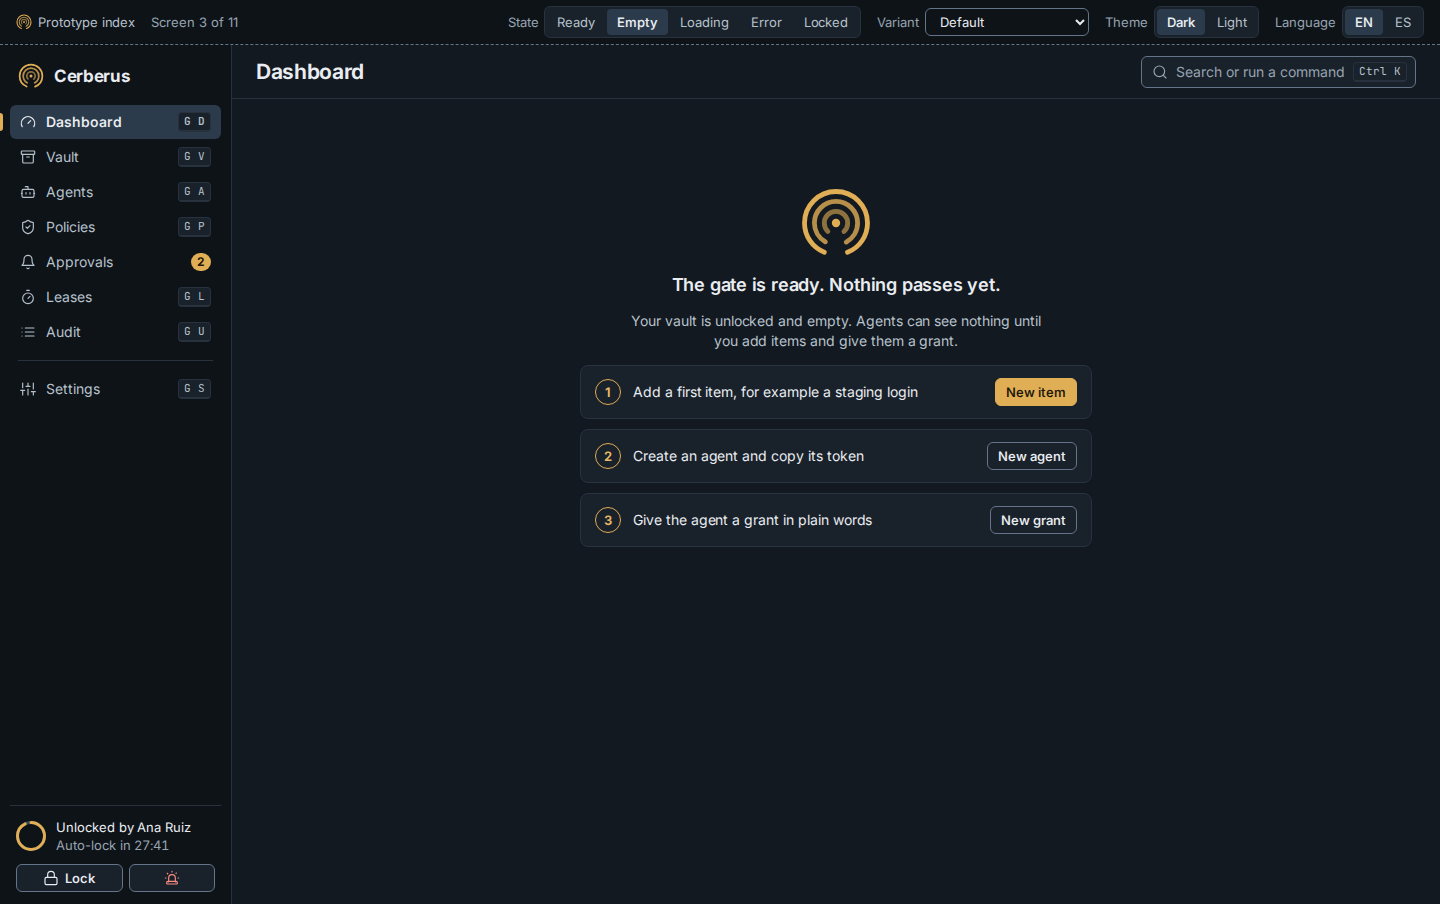 Prototype index Screen 3 of 11 State Ready Empty Loading Error Locked Variant Default Theme Dark Light Language EN ES
Cerberus
Dashboard
Search or run a command Ctrl K
Dashboard G D
Vault G V
Agents G A
Policies G P
Approvals 2
Leases G L
Audit G U
Settings G S
The gate is ready. Nothing passes yet.
Your vault is unlocked and empty. Agents can see nothing until
you add items and give them a grant.
1 Add a first item, for example a staging login New item
2 Create an agent and copy its token New agent
3 Give the agent a grant in plain words New grant
Unlocked by Ana Ruiz
Auto-lock in 27:41
Lock